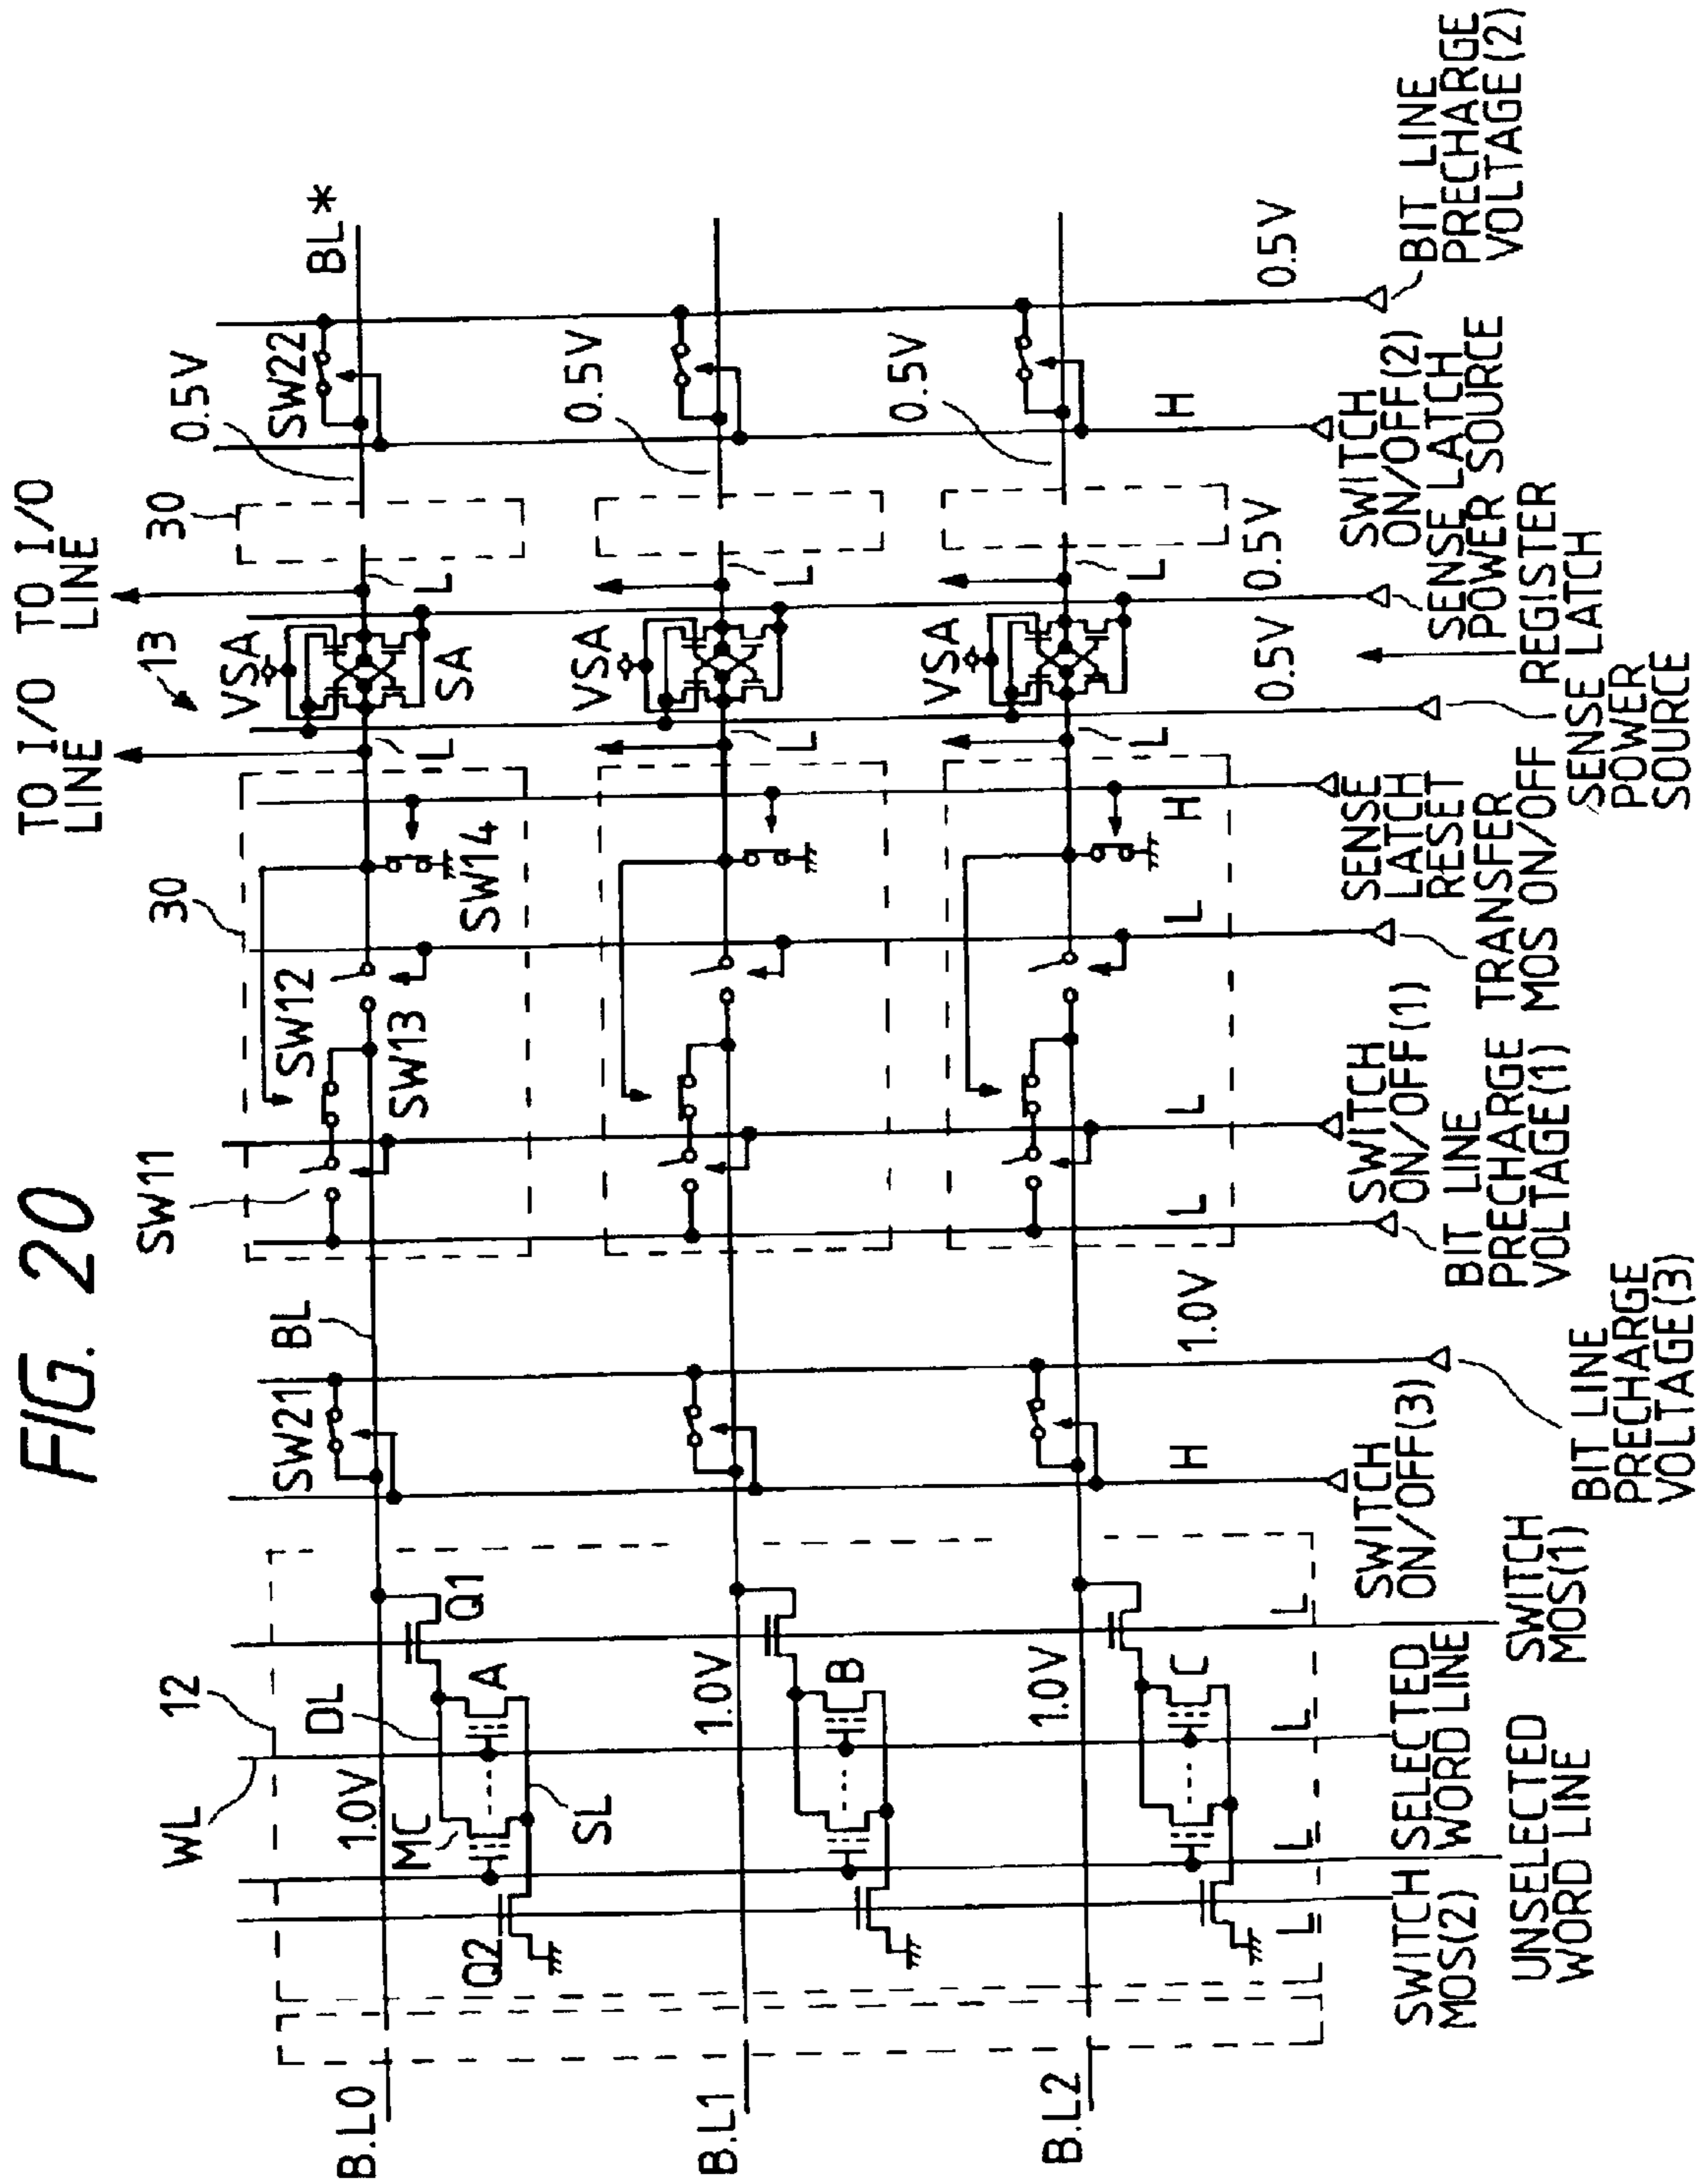 FIG. 20
TO I/O
LINE
TO I/O
LINE
13
WL
12
SW11
30
30
0.5V
B.L0
1.0V
DL
MC
A
Q1
Q2
SL
SW21
BL
SW12
SW13
SW14
L
VSA
SA
L
SW22
BL*
B.L1
1.0V
B
L
VSA
L
0.5V
B.L2
1.0V
C
L
VSA
L
0.5V
L
L
L
L
H
1.0V
L
L
L
H
0.5V
0.5V
H
0.5V
SWITCH
MOS(2)
UNSELECTED
WORD LINE
SELECTED
WORD LINE
SWITCH
MOS(1)
SWITCH
ON/OFF(3)
BIT LINE
PRECHARGE
VOLTAGE(3)
BIT LINE
PRECHARGE
VOLTAGE(1)
SWITCH
ON/OFF(1)
TRANSFER
MOS ON/OFF
SENSE
LATCH
RESET
SENSE
POWER
SOURCE
REGISTER
LATCH
SENSE LATCH
POWER SOURCE
SWITCH
ON/OFF(2)
BIT LINE
PRECHARGE
VOLTAGE(2)